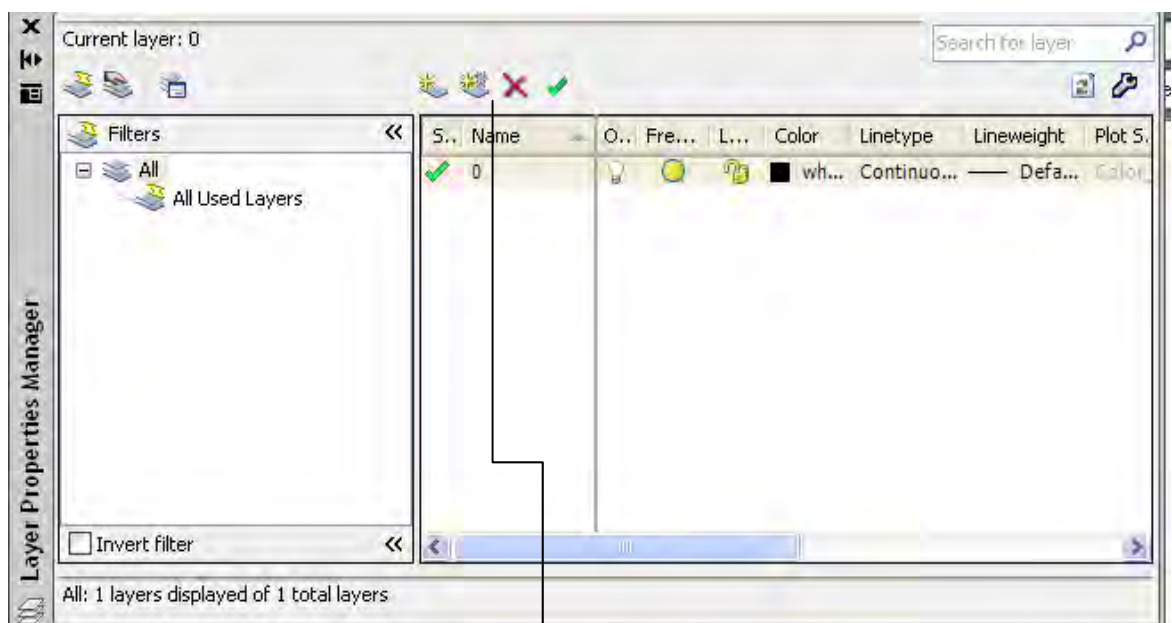 Current layer: 0
Search for layer
Filters
All
All Used Layers
Invert filter
S.. Name O... Fre... L... Color Linetype Lineweight Plot S.
0 wh... Continuo... Defa... Color
All: 1 layers displayed of 1 total layers
Layer Properties Manager